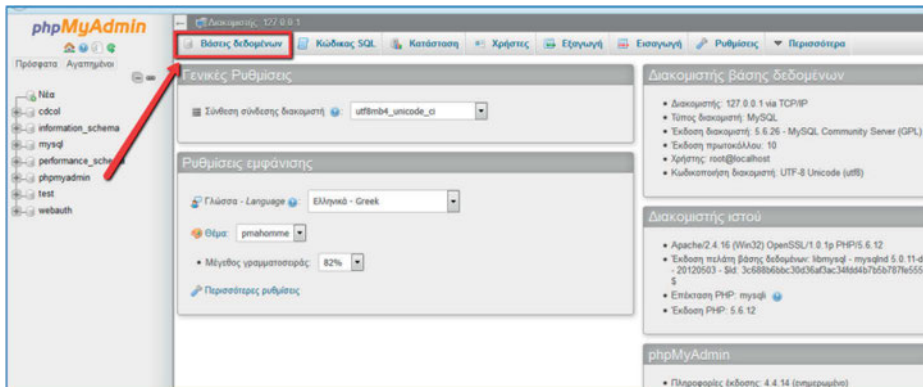 phpMyAdmin
Πρόσφατα Αγαπημένοι
Νέα
cdcol
information_schema
mysql
performance_schema
phpmyadmin
test
webauth
Διακομιστής: 127.0.0.1
Βάσεις δεδομένων Κώδικας SQL Κατάσταση Χρήστες Εξαγωγή Εισαγωγή Ρυθμίσεις Περισσότερα
Γενικές Ρυθμίσεις
Σύνθεση σύνδεσης διακομιστή : utf8mb4_unicode_ci
Ρυθμίσεις εμφάνισης
Γλώσσα - Language : Ελληνικά - Greek
Θέμα: pmahomme
• Μέγεθος γραμματοσειράς: 82%
Περισσότερες ρυθμίσεις
Διακομιστής βάσης δεδομένων
• Διακομιστής: 127.0.0.1 via TCP/IP
• Τύπος διακομιστή: MySQL
• Έκδοση διακομιστή: 5.6.26 - MySQL Community Server (GPL)
• Έκδοση πρωτοκόλλου: 10
• Χρήστης: root@localhost
• Κωδικοποίηση διακομιστή: UTF-8 Unicode (utf8)
Διακομιστής ιστού
• Apache/2.4.16 (Win32) OpenSSL/1.0.1p PHP/5.6.12
• Έκδοση πελάτη βάσης δεδομένων: libmysql - mysqlnd 5.0.11-d
- 20120503 - $Id:
$
• Επέκταση PHP: mysqli
• Έκδοση PHP: 5.6.12
phpMyAdmin
• Πληροφορίες έκδοσης: 4.4.14 (ενημερωμένο)